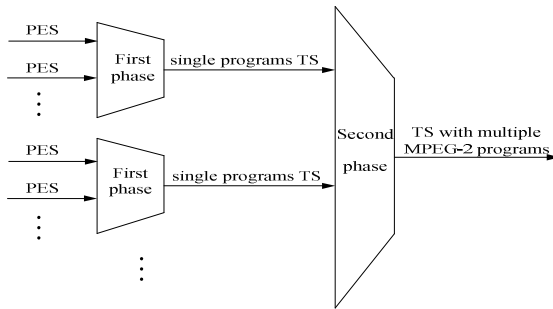 PES
PES
First
phase
single programs TS
PES
PES
First
phase
single programs TS
Second
phase
TS with multiple
MPEG-2 programs